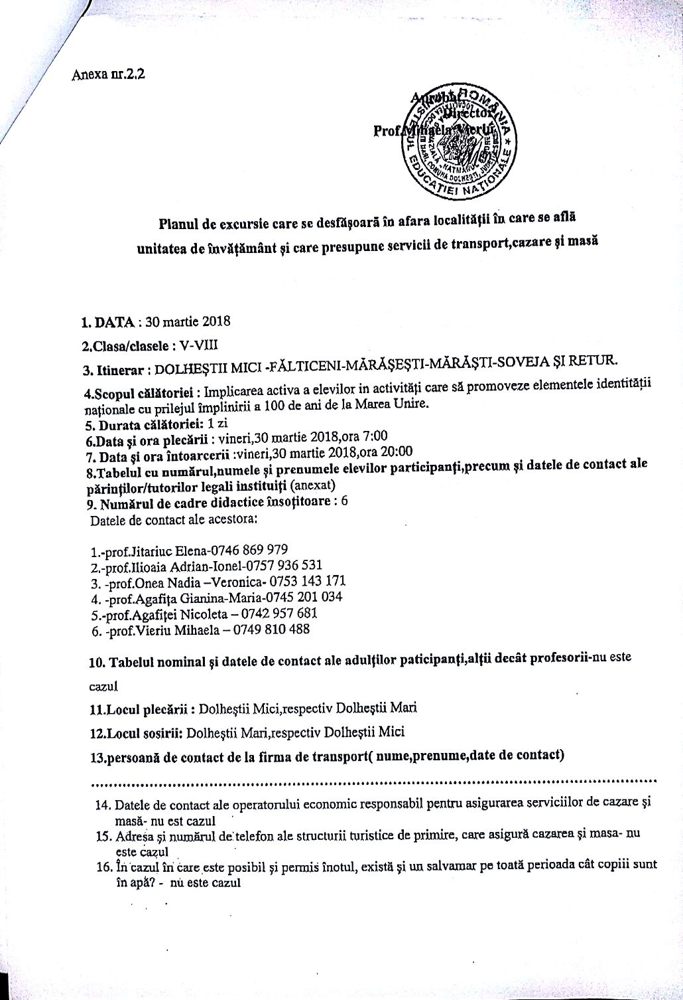 Anexa nr.2.2
Aprobat
Director
Prof.Mihaela Vieriu
ROMÂNIA * MINISTERUL EDUCAȚIEI NAȚIONALE *
Planul de excursie care se desfăşoară în afara localităţii în care se află
unitatea de învăţământ şi care presupune servicii de transport,cazare şi masă
1. DATA : 30 martie 2018
2.Clasa/clasele : V-VIII
3. Itinerar : DOLHEŞTII MICI -FĂLTICENI-MĂRĂŞEŞTI-MĂRĂŞTI-SOVEJA ŞI RETUR.
4.Scopul călătoriei : Implicarea activa a elevilor in activităţi care să promoveze elementele identităţii
naţionale cu prilejul împlinirii a 100 de ani de la Marea Unire.
5. Durata călătoriei: 1 zi
6.Data şi ora plecării : vineri,30 martie 2018,ora 7:00
7. Data şi ora întoarcerii :vineri,30 martie 2018,ora 20:00
8.Tabelul cu numărul,numele şi prenumele elevilor participanţi,precum şi datele de contact ale
părinţilor/tutorilor legali instituiţi (anexat)
9. Numărul de cadre didactice însoţitoare : 6
Datele de contact ale acestora:
1.-prof.Jitariuc Elena-0746 869 979
2.-prof.Ilioaia Adrian-Ionel-0757 936 531
3. -prof.Onea Nadia –Veronica- 0753 143 171
4. -prof.Agafiţa Gianina-Maria-0745 201 034
5.-prof.Agafiţei Nicoleta – 0742 957 681
6. -prof.Vieriu Mihaela – 0749 810 488
10. Tabelul nominal şi datele de contact ale adulţilor paticipanţi,alţii decât profesorii-nu este
cazul
11.Locul plecării : Dolheştii Mici,respectiv Dolheştii Mari
12.Locul sosirii: Dolheştii Mari,respectiv Dolheştii Mici
13.persoană de contact de la firma de transport( nume,prenume,date de contact)
........................................................................................................................
14. Datele de contact ale operatorului economic responsabil pentru asigurarea serviciilor de cazare şi
masă- nu est cazul
15. Adresa şi numărul de telefon ale structurii turistice de primire, care asigură cazarea şi masa- nu
este cazul
16. În cazul în care este posibil şi permis înotul, există şi un salvamar pe toată perioada cât copiii sunt
în apă? - nu este cazul